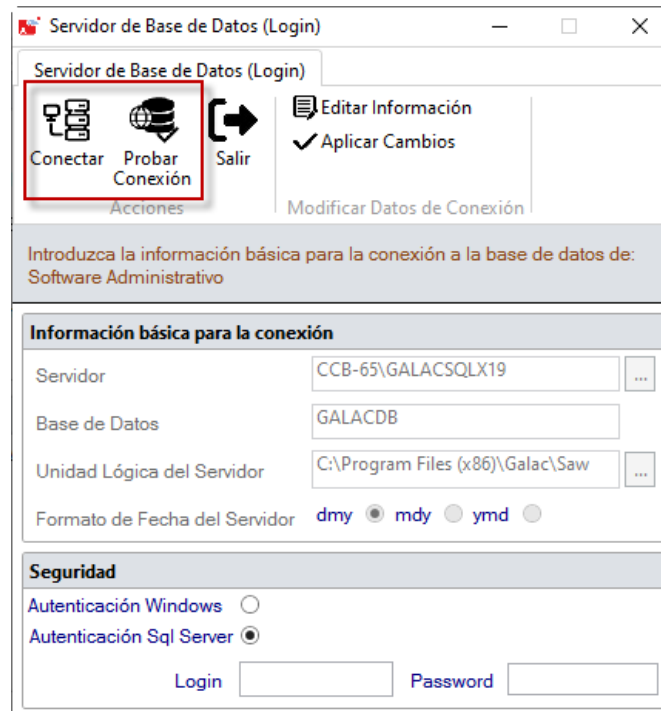 Servidor de Base de Datos (Login)
Servidor de Base de Datos (Login)
Conectar
Probar
Conexión
Salir
Acciones
Editar Información
Aplicar Cambios
Modificar Datos de Conexión
Introduzca la información básica para la conexión a la base de datos de:
Software Administrativo
Información básica para la conexión
Servidor CCB-65\GALACSQLX19 ...
Base de Datos GALACDB
Unidad Lógica del Servidor C:\Program Files (x86)\Galac\Saw ...
Formato de Fecha del Servidor dmy mdy ymd
Seguridad
Autenticación Windows
Autenticación Sql Server
Login Password